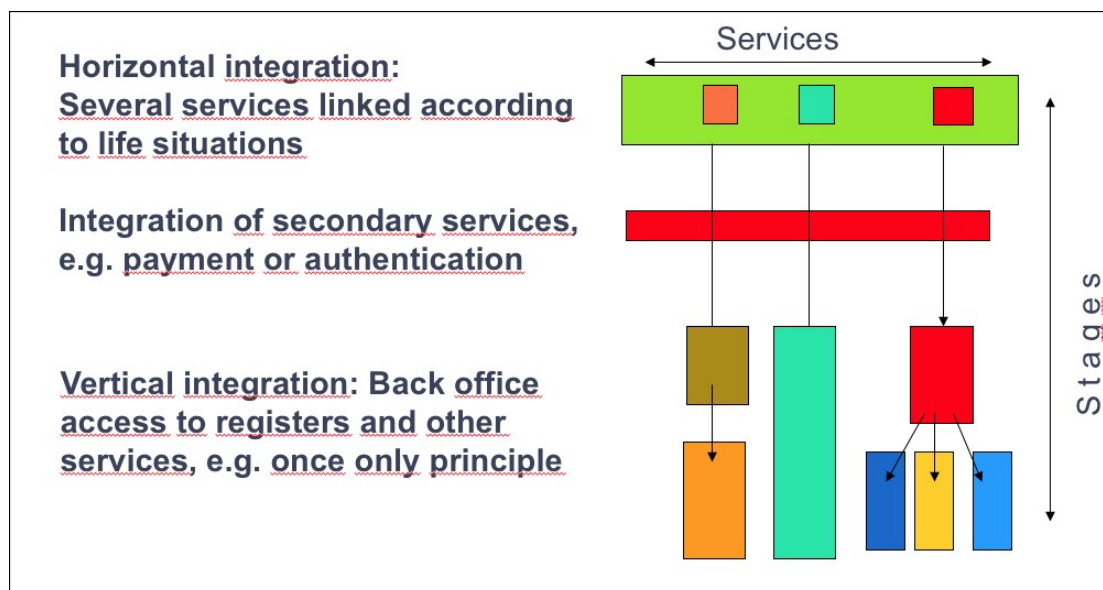 Services
Horizontal integration:
Several services linked according
to life situations
Integration of secondary services,
e.g. payment or authentication
Vertical integration: Back office
access to registers and other
services, e.g. once only principle
Stages